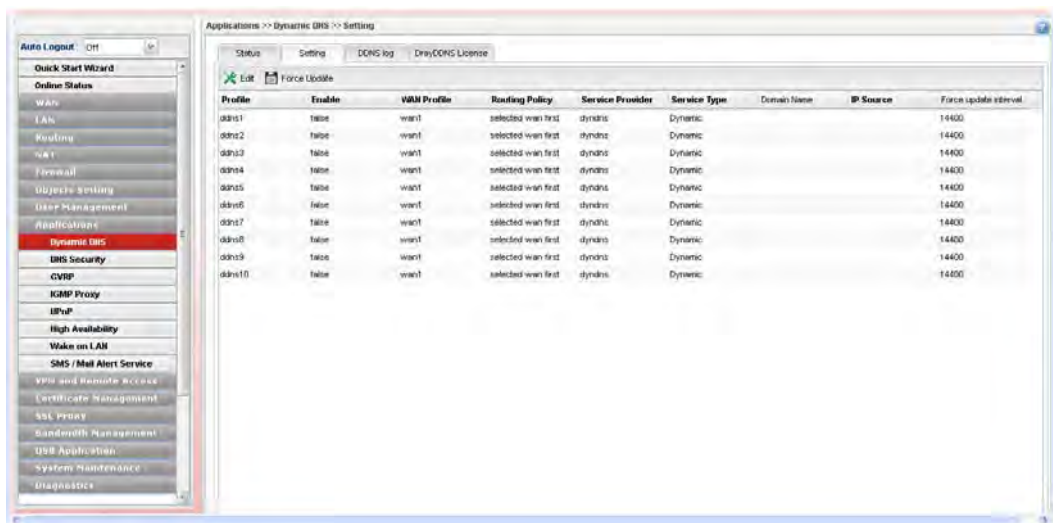 Applications >> Dynamic DNS >> Setting
Auto Logout : Off
Quick Start Wizard
Online Status
WAN
LAN
Routing
NAT
Firewall
Objects Setting
User Management
Applications
Dynamic DNS
DNS Security
GVRP
IGMP Proxy
UPnP
High Availability
Wake on LAN
SMS / Mail Alert Service
VPN and Remote Access
Certificate Management
SSL Proxy
Bandwidth Management
USB Application
System Maintenance
Diagnostics
Status Setting DDNS log DrayDDNS License
Edit Force Update
Profile Enable WAN Profile Routing Policy Service Provider Service Type Domain Name IP Source Force update interval
ddns1 false wan1 selected wan first dyndns Dynamic 14400
ddns2 false wan1 selected wan first dyndns Dynamic 14400
ddns3 false wan1 selected wan first dyndns Dynamic 14400
ddns4 false wan1 selected wan first dyndns Dynamic 14400
ddns5 false wan1 selected wan first dyndns Dynamic 14400
ddns6 false wan1 selected wan first dyndns Dynamic 14400
ddns7 false wan1 selected wan first dyndns Dynamic 14400
ddns8 false wan1 selected wan first dyndns Dynamic 14400
ddns9 false wan1 selected wan first dyndns Dynamic 14400
ddns10 false wan1 selected wan first dyndns Dynamic 14400